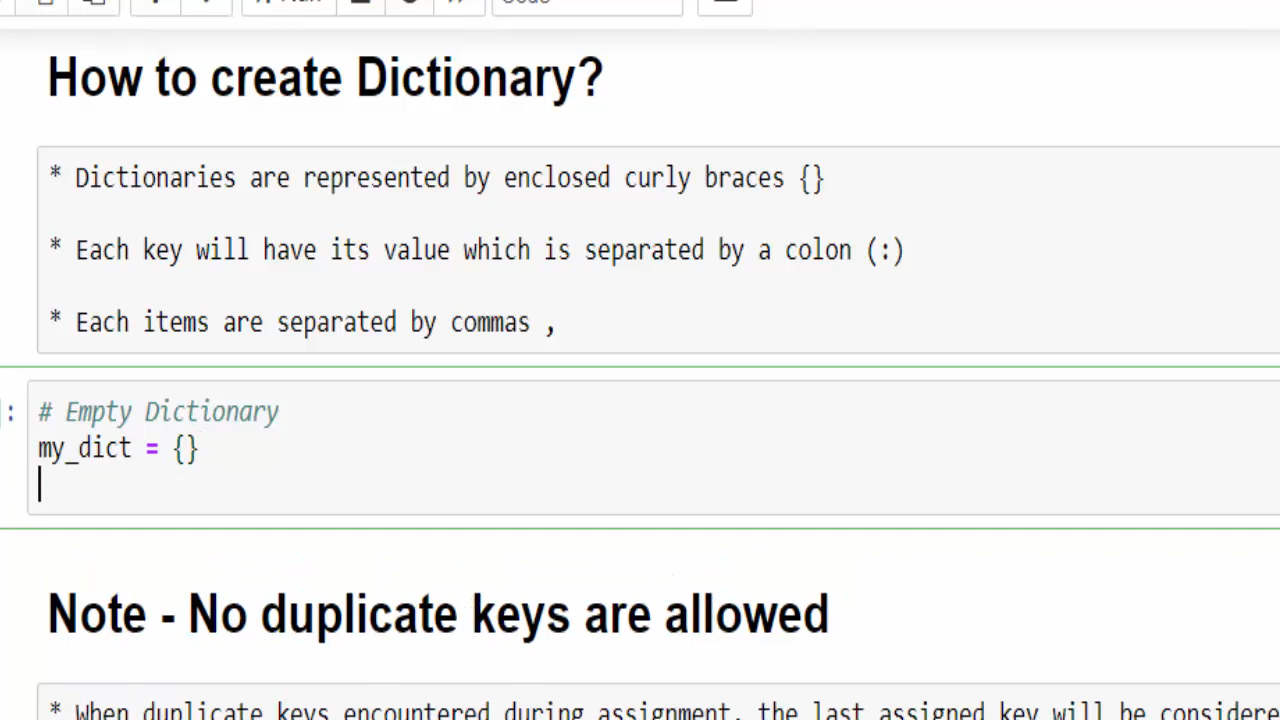 How to create Dictionary?
* Dictionaries are represented by enclosed curly braces {}
* Each key will have its value which is separated by a colon (:)
* Each items are separated by commas ,
: # Empty Dictionary
my_dict = {}
Note - No duplicate keys are allowed
* When duplicate keys encountered during assignment, the last assigned key will be considere